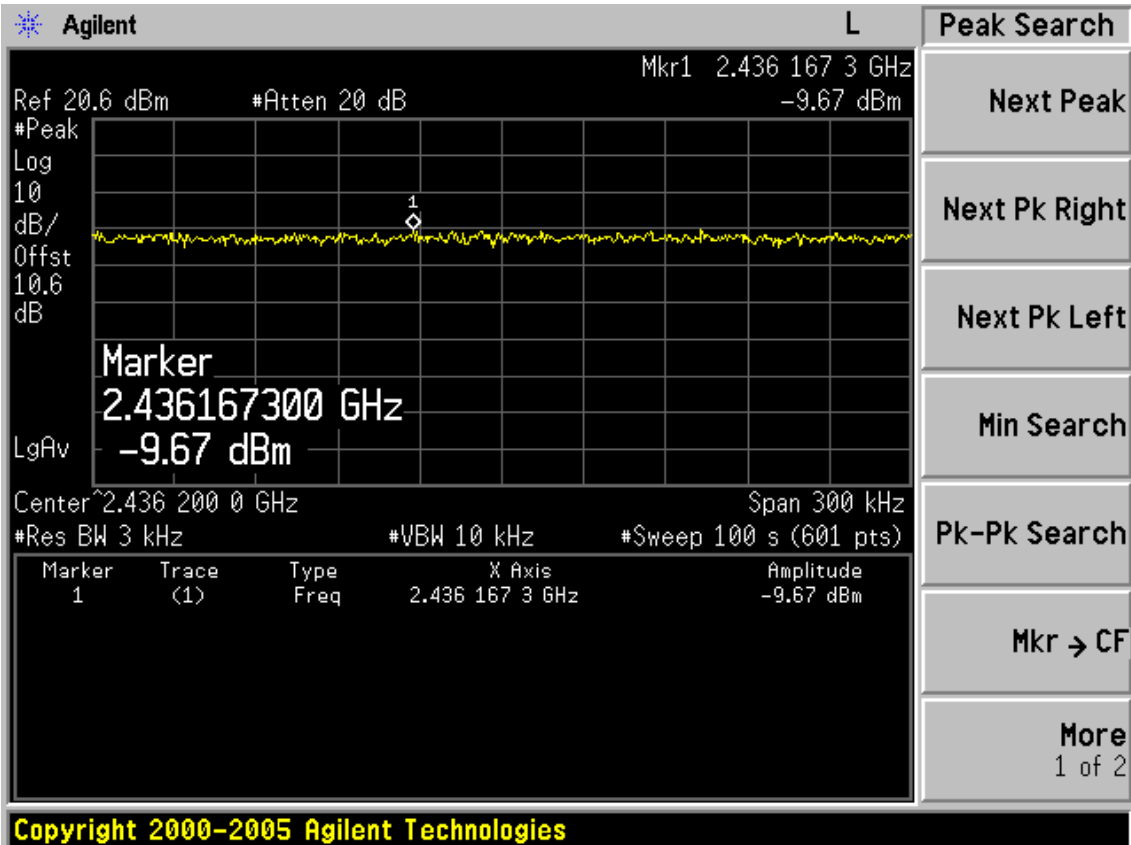 Agilent L
Peak Search
Mkr1 2.436 167 3 GHz
Ref 20.6 dBm #Atten 20 dB -9.67 dBm
#Peak
Log
10
dB/
Offst
10.6
dB
1
Marker
2.436167300 GHz
-9.67 dBm
LgAv
Center^2.436 200 0 GHz Span 300 kHz
#Res BW 3 kHz #VBW 10 kHz #Sweep 100 s (601 pts)
Marker Trace Type X Axis Amplitude
1 (1) Freq 2.436 167 3 GHz -9.67 dBm
Next Peak
Next Pk Right
Next Pk Left
Min Search
Pk-Pk Search
Mkr → CF
More
1 of 2
Copyright 2000-2005 Agilent Technologies